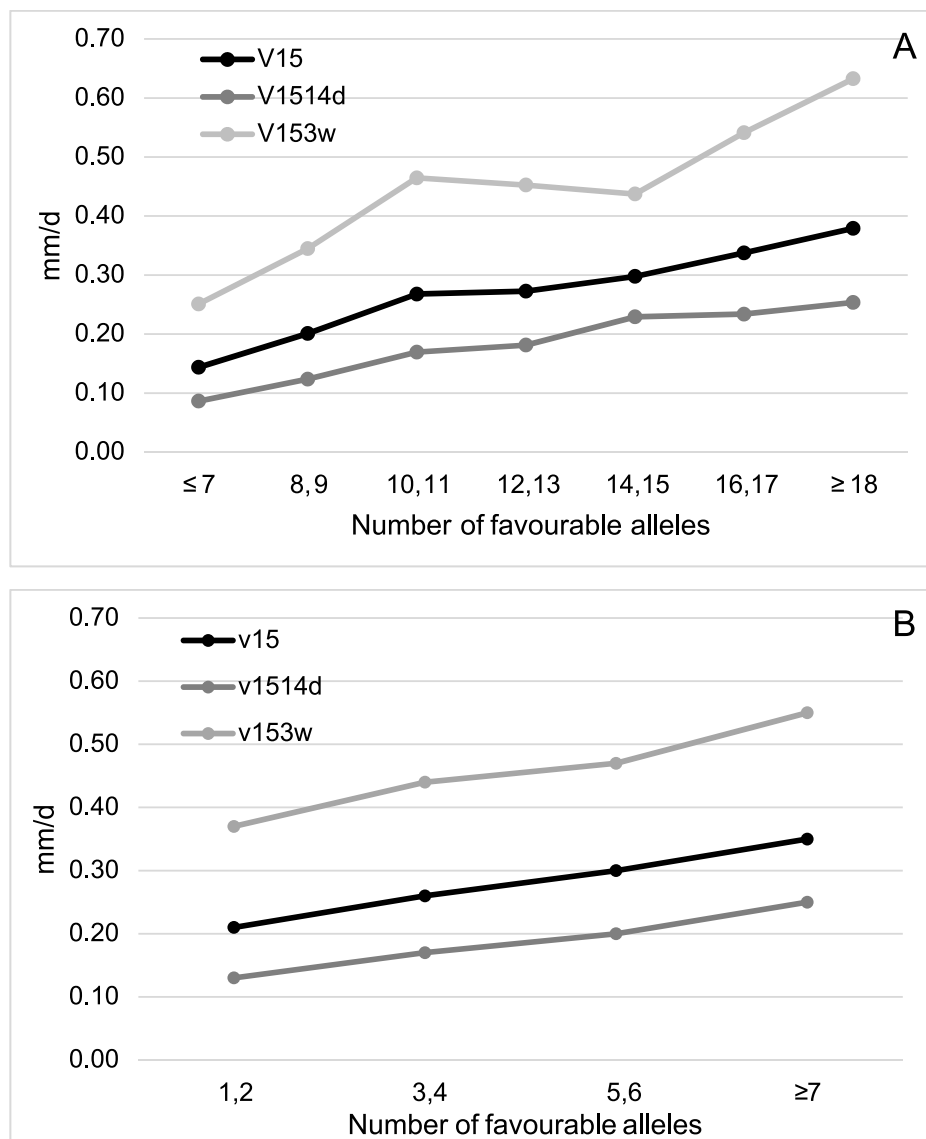 A
V15
V1514d
V153w
0.70
0.60
0.50
0.40
0.30
0.20
0.10
0.00
mm/d
≤ 7 8,9 10,11 12,13 14,15 16,17 ≥ 18
Number of favourable alleles
B
v15
v1514d
v153w
0.70
0.60
0.50
0.40
0.30
0.20
0.10
0.00
mm/d
1,2 3,4 5,6 ≥7
Number of favourable alleles